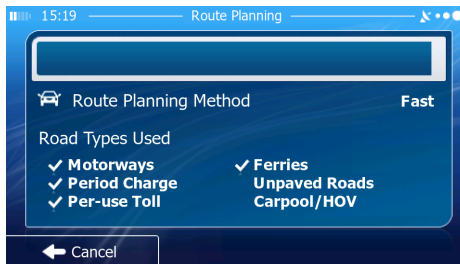 15:19 Route Planning
Route Planning Method Fast
Road Types Used
Motorways Ferries
Period Charge Unpaved Roads
Per-use Toll Carpool/HOV
Cancel